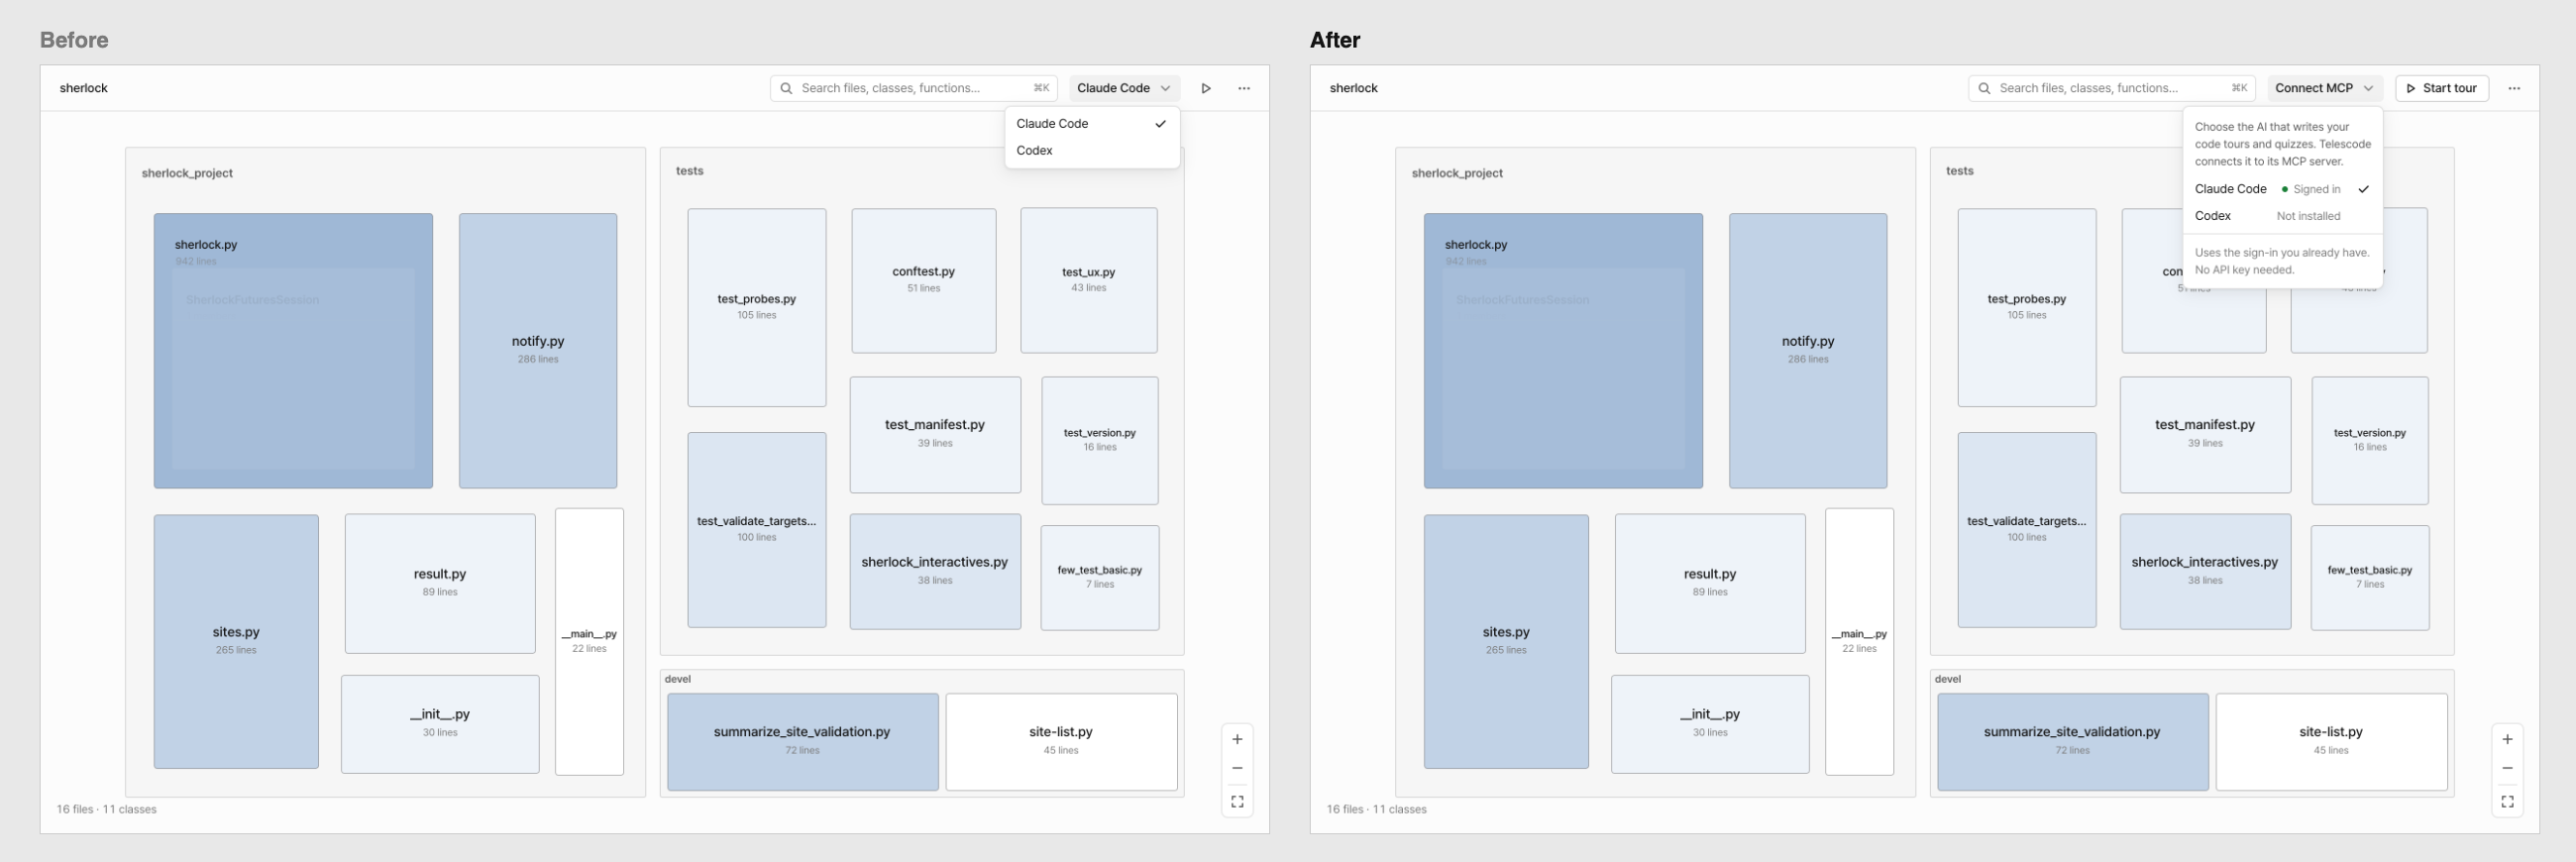 Before
sherlock
Search files, classes, functions...
⌘K
Claude Code
Claude Code
Codex
sherlock_project
sherlock.py
942 lines
SherlockFuturesSession
notify.py
286 lines
sites.py
265 lines
result.py
89 lines
__init__.py
30 lines
__main__.py
22 lines
tests
test_probes.py
105 lines
conftest.py
51 lines
test_ux.py
43 lines
test_manifest.py
39 lines
test_version.py
16 lines
test_validate_targets...
100 lines
sherlock_interactives.py
38 lines
few_test_basic.py
7 lines
devel
summarize_site_validation.py
72 lines
site-list.py
45 lines
16 files · 11 classes
After
sherlock
Search files, classes, functions...
⌘K
Connect MCP
Start tour
Choose the AI that writes your
code tours and quizzes. Telescode
connects it to its MCP server.
Claude Code
Signed in
Codex
Not installed
Uses the sign-in you already have.
No API key needed.
sherlock_project
sherlock.py
942 lines
SherlockFuturesSession
notify.py
286 lines
sites.py
265 lines
result.py
89 lines
__init__.py
30 lines
__main__.py
22 lines
tests
test_probes.py
105 lines
con
test_manifest.py
39 lines
test_version.py
16 lines
test_validate_targets...
100 lines
sherlock_interactives.py
38 lines
few_test_basic.py
7 lines
devel
summarize_site_validation.py
72 lines
site-list.py
45 lines
16 files · 11 classes